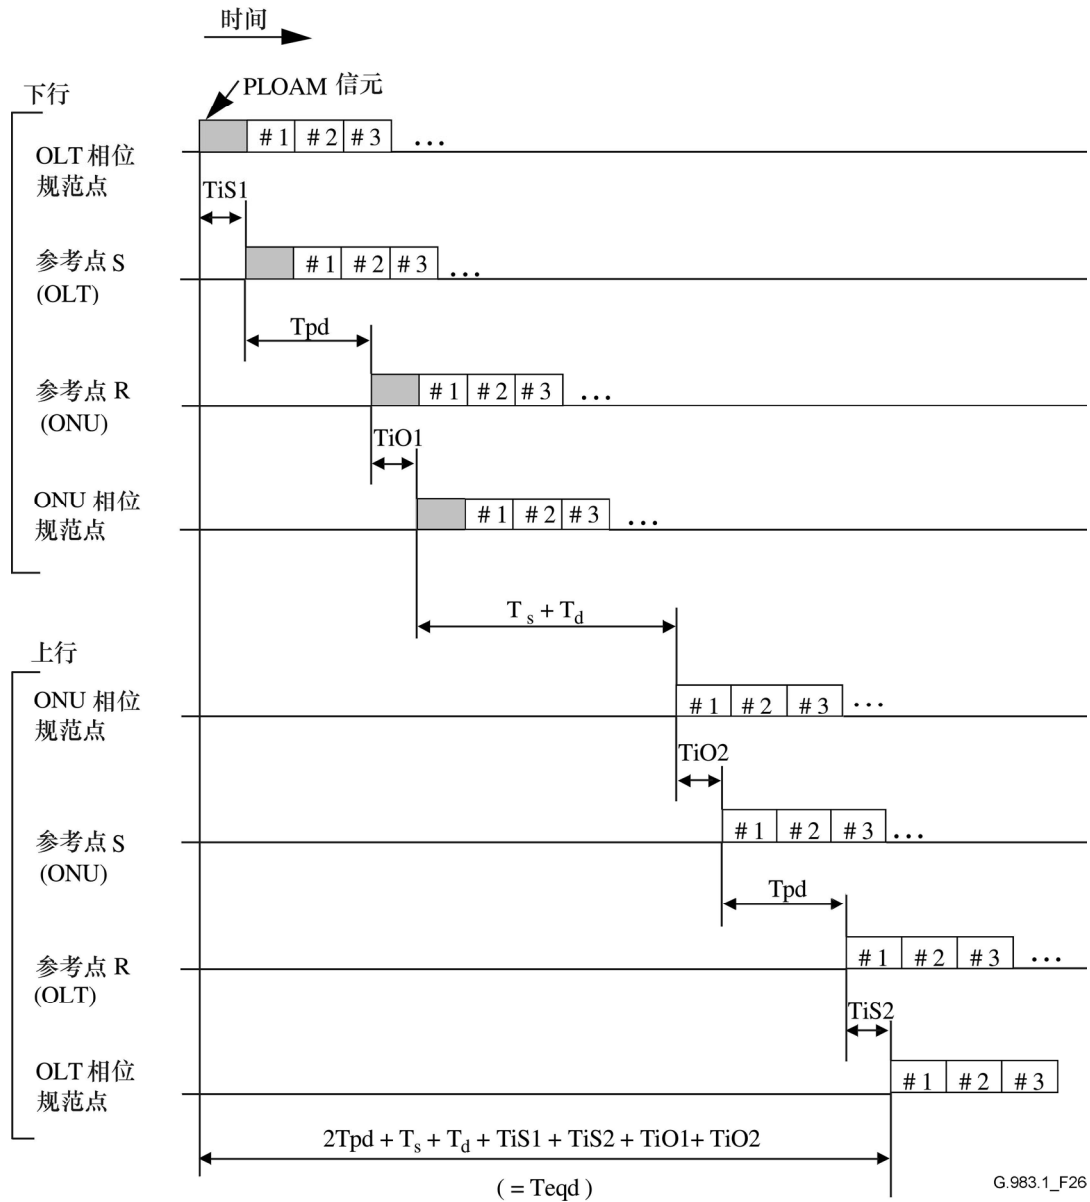 时间
PLOAM 信元
下行
# 1 # 2 # 3 ...
OLT 相位
规范点
TiS1
参考点 S
(OLT)
# 1 # 2 # 3 ...
Tpd
参考点 R
(ONU)
# 1 # 2 # 3 ...
TiO1
ONU 相位
规范点
# 1 # 2 # 3 ...
T s + T d
上行
ONU 相位
规范点
# 1 # 2 # 3 ...
TiO2
参考点 S
(ONU)
# 1 # 2 # 3 ...
Tpd
参考点 R
(OLT)
# 1 # 2 # 3 ...
TiS2
OLT 相位
规范点
# 1 # 2 # 3
2Tpd + Ts + Td + TiS1 + TiS2 + TiO1+ TiO2
( = Teqd )
G.983.1_F26